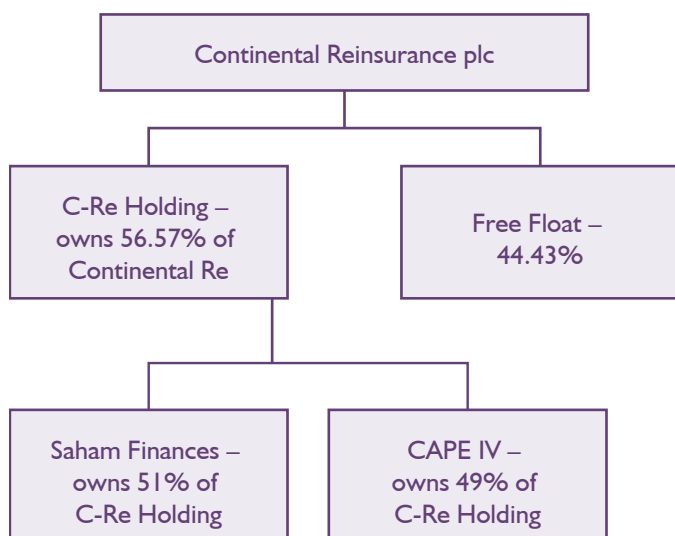 Continental Reinsurance plc
C-Re Holding –
owns 56.57% of
Continental Re
Free Float –
44.43%
Saham Finances –
owns 51% of
C-Re Holding
CAPE IV –
owns 49% of
C-Re Holding